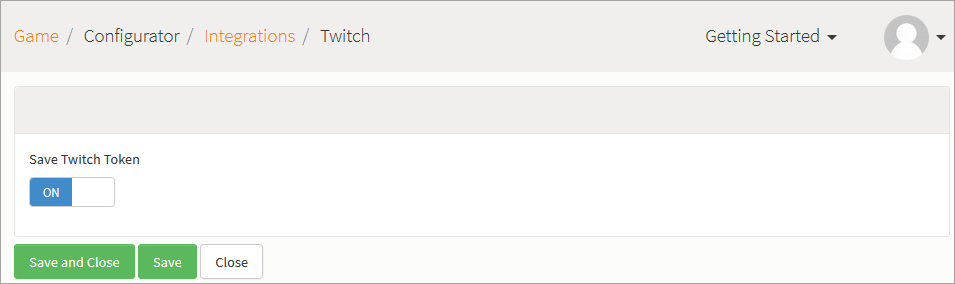 Game / Configurator / Integrations / Twitch
Getting Started
Save Twitch Token
ON
Save and Close
Save
Close